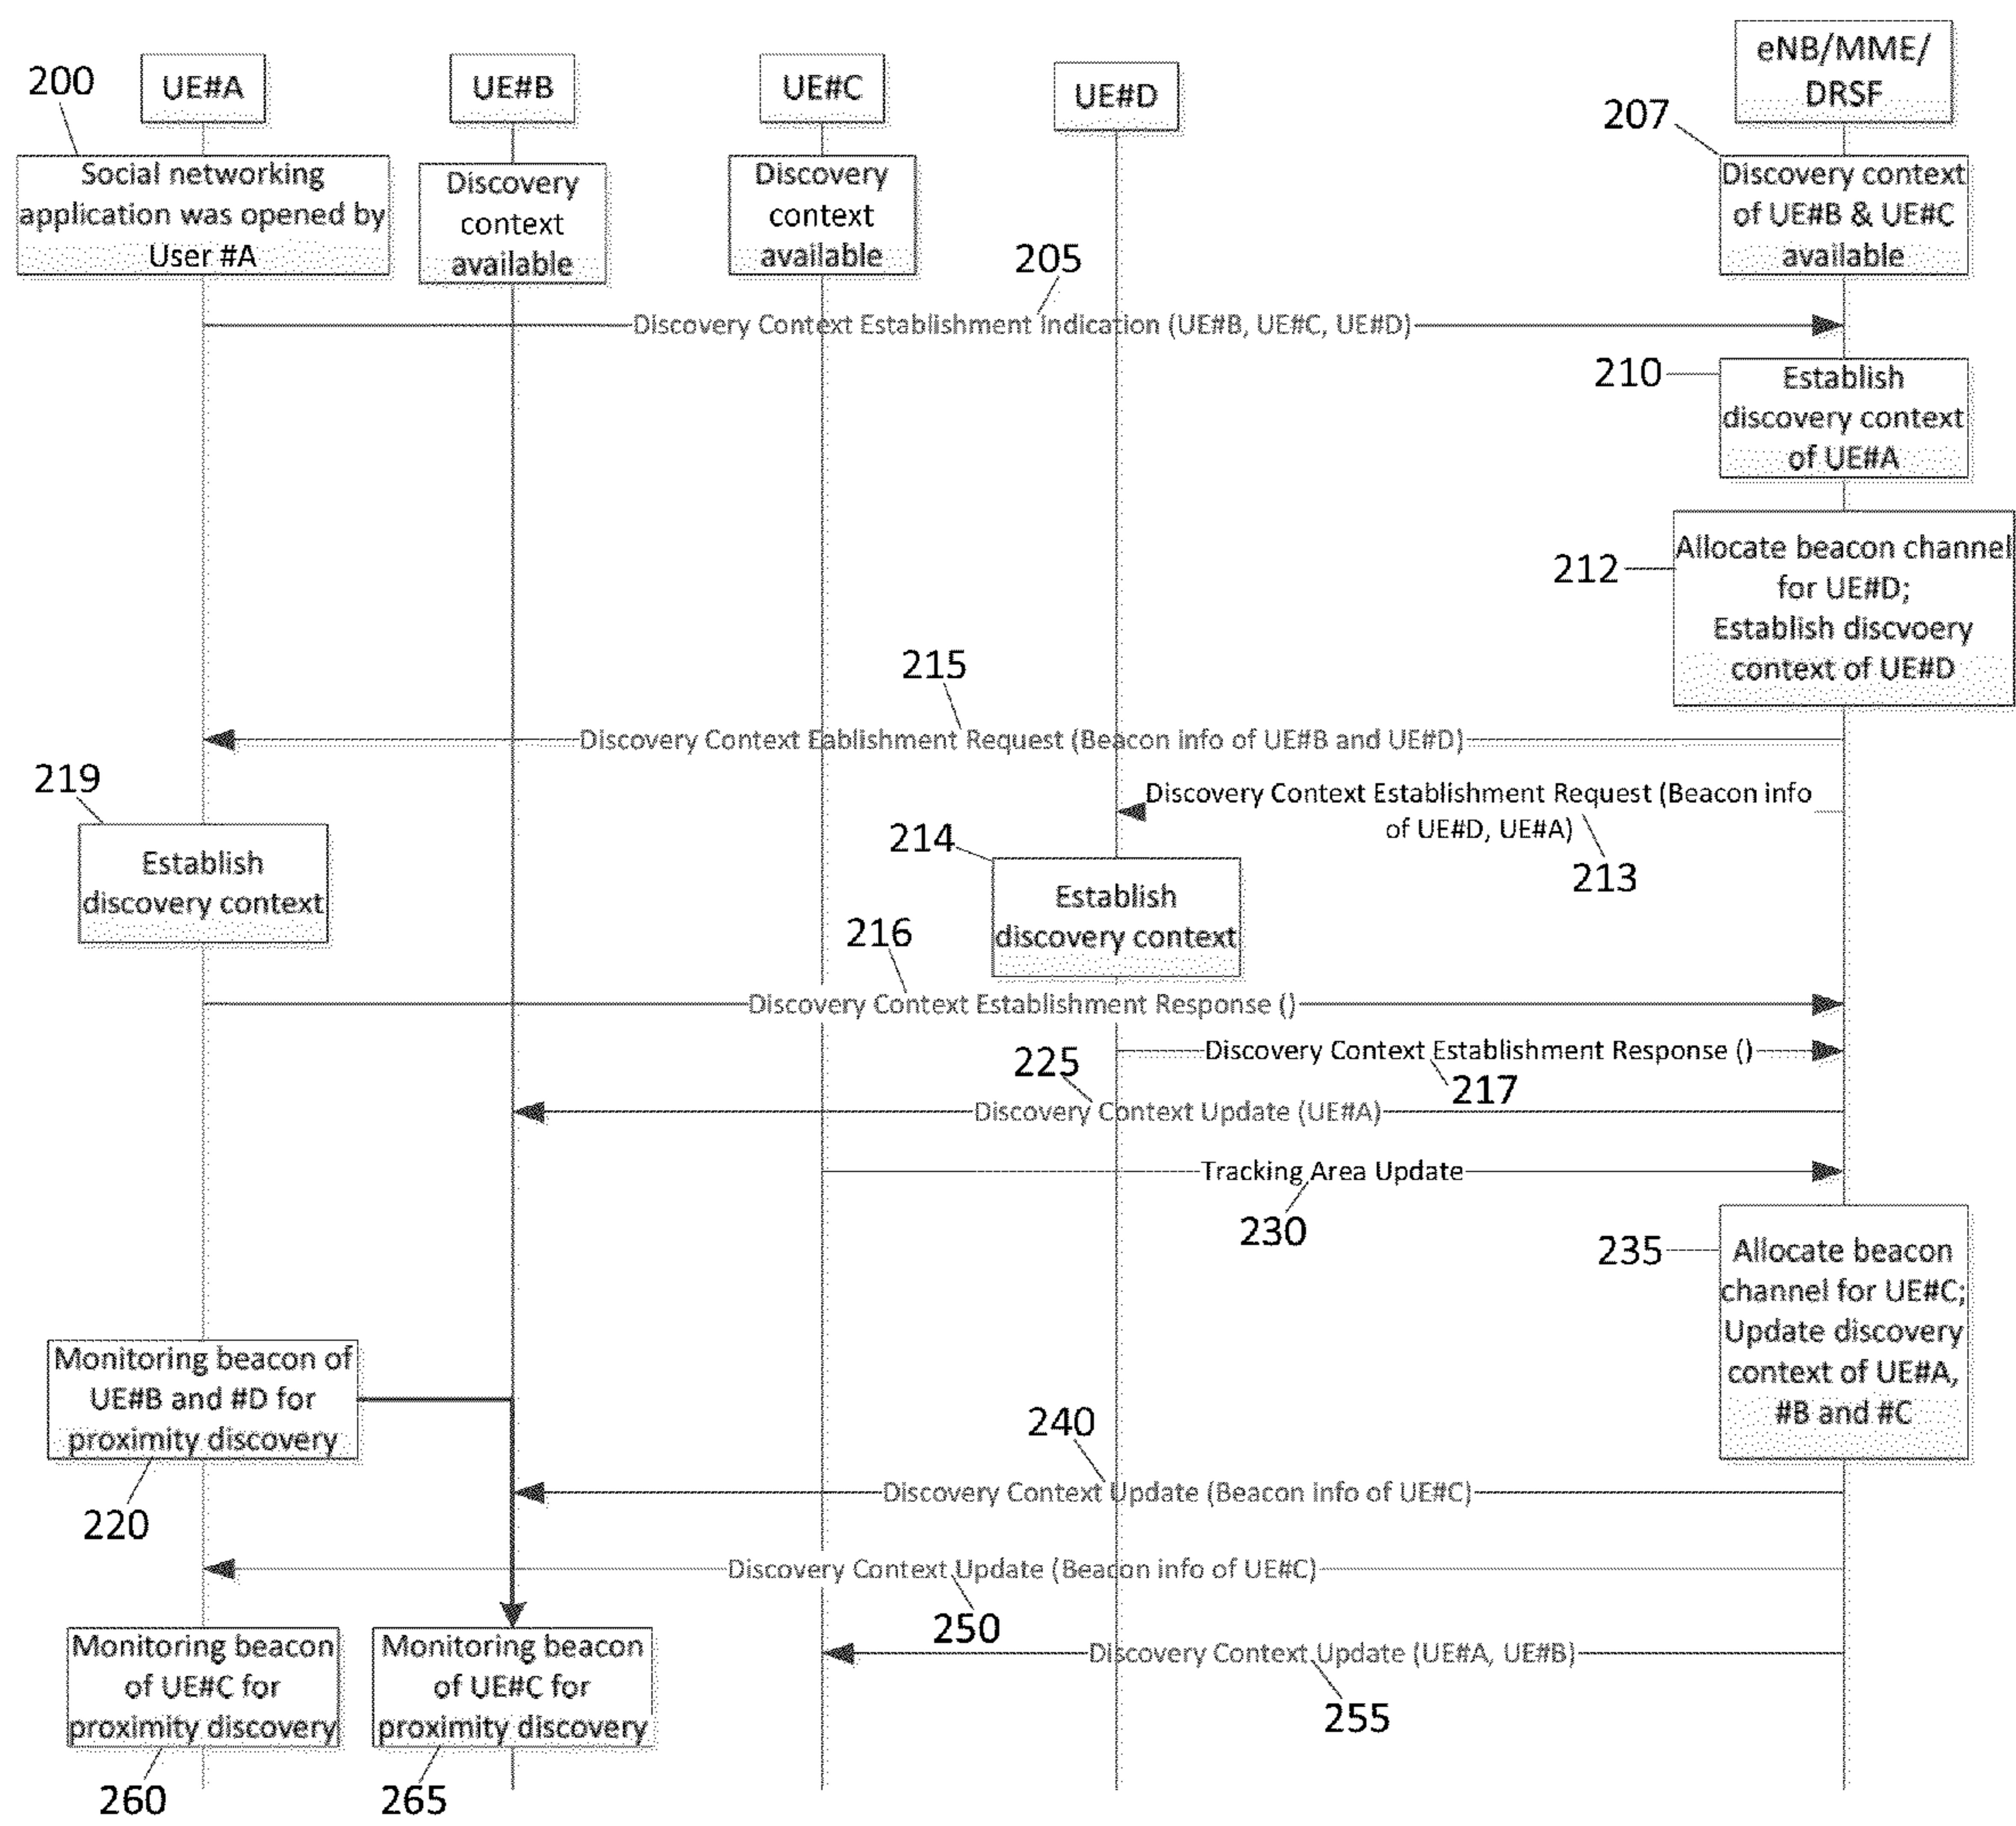 UE#A
UE#B
UE#C
UE#D
eNB/MME/
DRSF
200
207
Social networking
application was opened by
User #A
Discovery
context
available
Discovery
context
available
Discovery context
of UE#B & UE#C
available
205
Discovery Context Establishment Indication (UE#B, UE#C, UE#D)
210
Establish
discovery context
of UE#A
212
Allocate beacon channel
for UE#D;
Establish discvoery
context of UE#D
215
Discovery Context Eablishment Request (Beacon info of UE#B and UE#D)
219
Discovery Context Establishment Request (Beacon info
of UE#D, UE#A)
213
Establish
discovery context
214
Establish
discovery context
216
Discovery Context Establishment Response ()
Discovery Context Establishment Response ()
217
225
Discovery Context Update (UE#A)
Tracking Area Update
230
235
Allocate beacon
channel for UE#C;
Update discovery
context of UE#A,
#B and #C
Monitoring beacon of
UE#B and #D for
proximity discovery
220
240
Discovery Context Update (Beacon info of UE#C)
Discovery Context Update (Beacon info of UE#C)
250
Discovery Context Update (UE#A, UE#B)
255
Monitoring beacon
of UE#C for
proximity discovery
260
Monitoring beacon
of UE#C for
proximity discovery
265